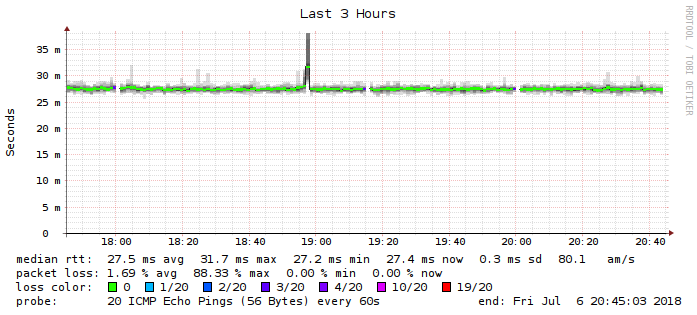 Last 3 Hours
RRDTOOL / TOBI OETIKER
Seconds
35 m
30 m
25 m
20 m
15 m
10 m
5 m
0
18:00 18:20 18:40 19:00 19:20 19:40 20:00 20:20 20:40
median rtt: 27.5 ms avg 31.7 ms max 27.2 ms min 27.4 ms now 0.3 ms sd 80.1 am/s
packet loss: 1.69 % avg 88.33 % max 0.00 % min 0.00 % now
loss color: 0 1/20 2/20 3/20 4/20 10/20 19/20
probe: 20 ICMP Echo Pings (56 Bytes) every 60s end: Fri Jul 6 20:45:03 2018